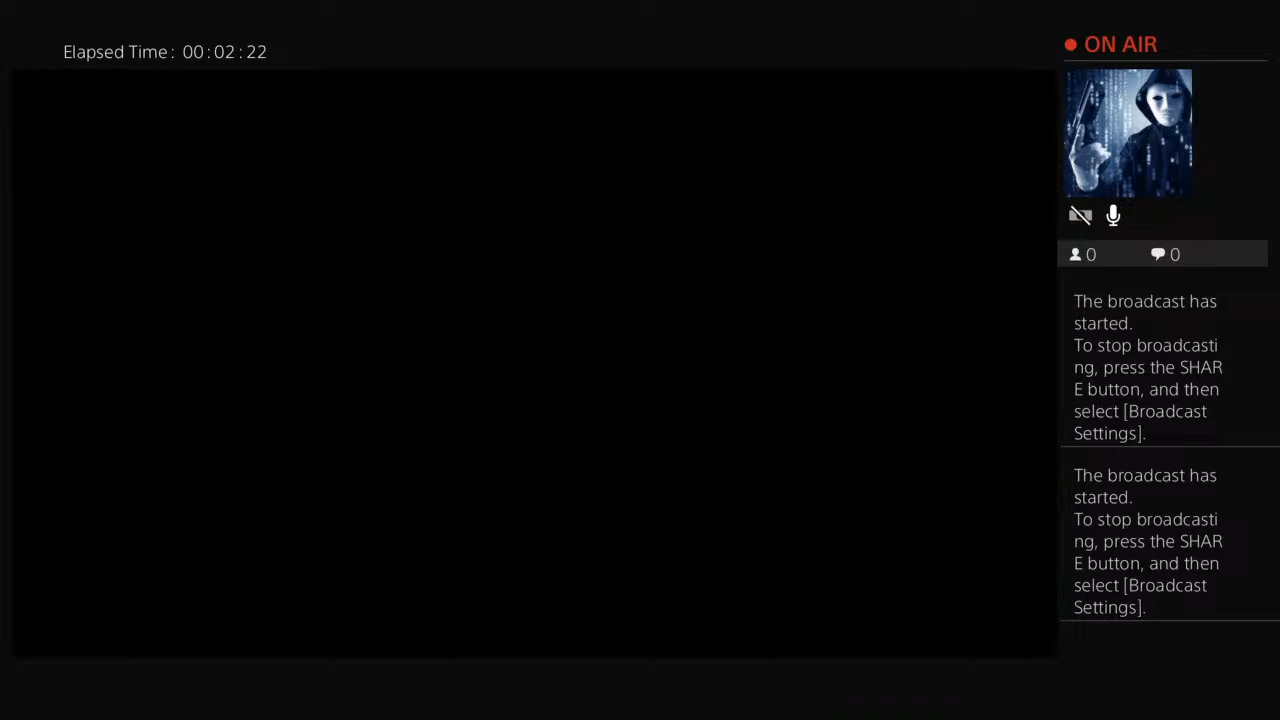 Elapsed Time: 00:02:22
ON AIR
0 0
The broadcast has
started.
To stop broadcasti
ng, press the SHAR
E button, and then
select [Broadcast
Settings].
The broadcast has
started.
To stop broadcasti
ng, press the SHAR
E button, and then
select [Broadcast
Settings].